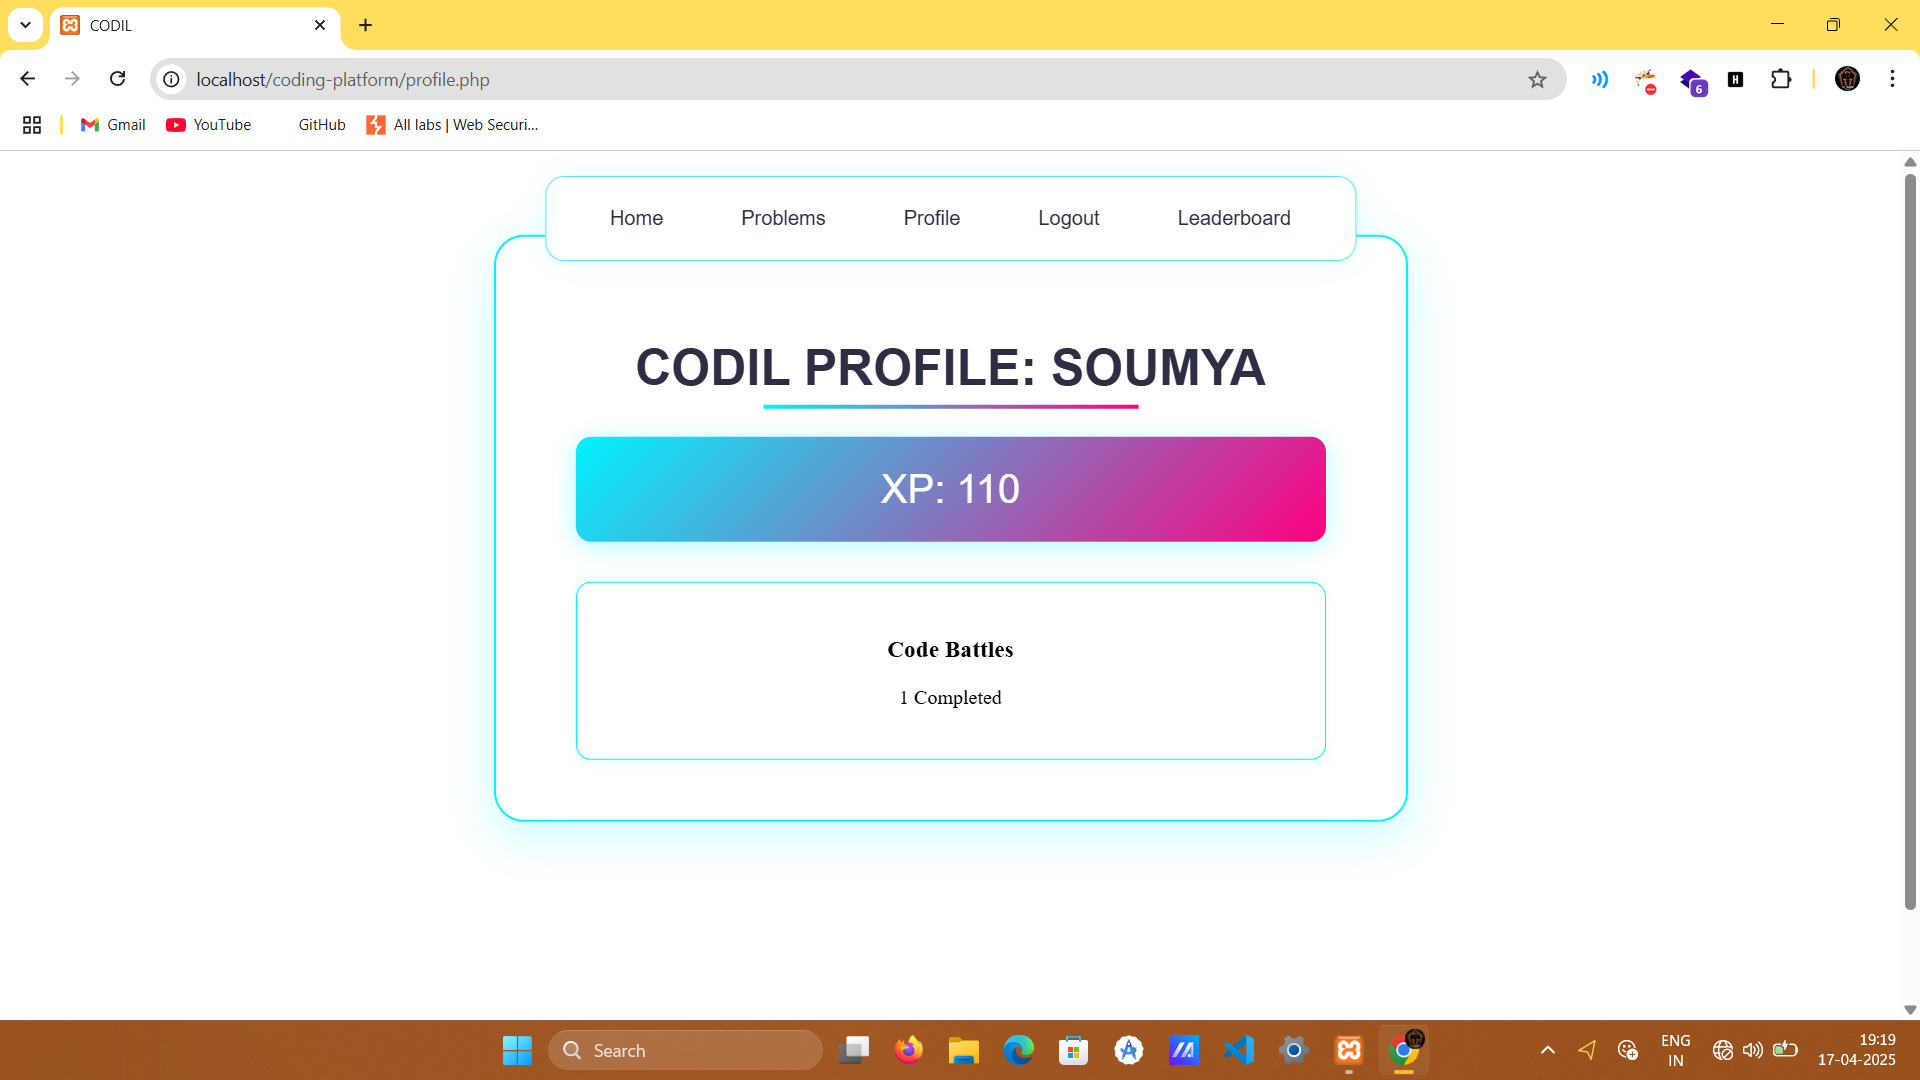 CODIL
localhost/coding-platform/profile.php
6
H
Gmail
YouTube
GitHub
All labs | Web Securi...
Home
Problems
Profile
Logout
Leaderboard
CODIL PROFILE: SOUMYA
XP: 110
Code Battles
1 Completed
Search
ENG
IN
19:19
17-04-2025